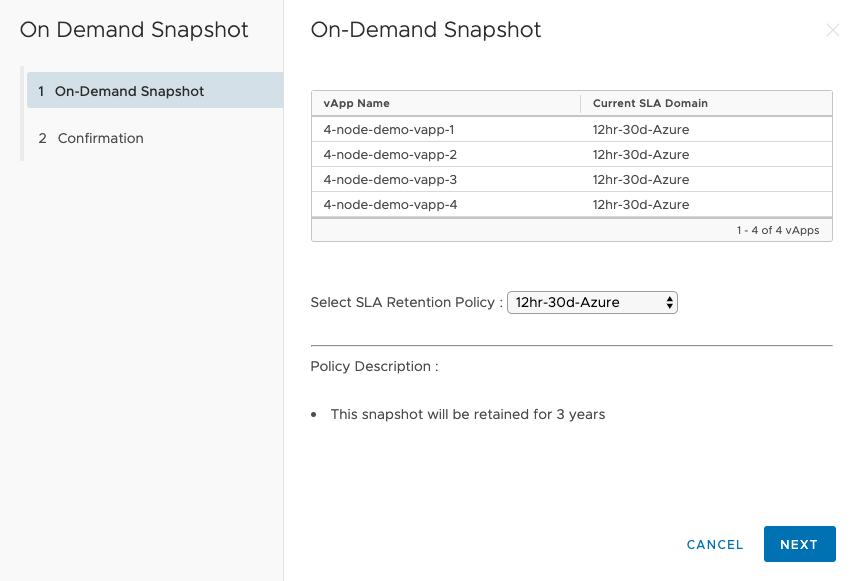 On Demand Snapshot
1 On-Demand Snapshot
2 Confirmation
On-Demand Snapshot
vApp Name Current SLA Domain
4-node-demo-vapp-1 12hr-30d-Azure
4-node-demo-vapp-2 12hr-30d-Azure
4-node-demo-vapp-3 12hr-30d-Azure
4-node-demo-vapp-4 12hr-30d-Azure
1 - 4 of 4 vApps
Select SLA Retention Policy : 12hr-30d-Azure
Policy Description :
• This snapshot will be retained for 3 years
CANCEL NEXT